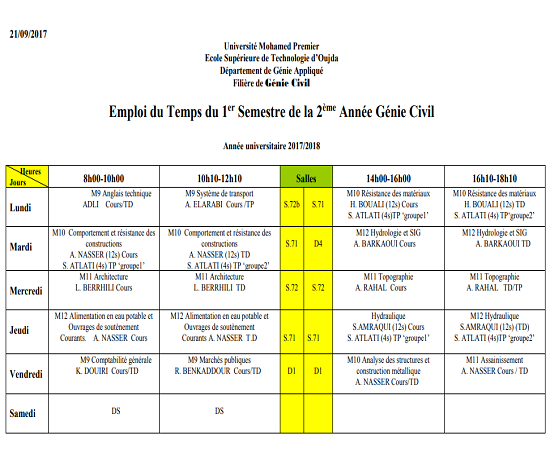 21/09/2017
Université Mohamed Premier
Ecole Supérieure de Technologie d'Oujda
Département de Génie Appliqué
Filière de Génie Civil
Emploi du Temps du 1er Semestre de la 2ème Année Génie Civil
Année universitaire 2017/2018
Heures
Jours
8h00-10h00
10h10-12h10
Salles
14h00-16h00
16h10-18h10
Lundi
M9 Anglais technique
ADLI Cours/TD
M9 Système de transport
A. ELARABI Cours /TP
S.72b
S.71
M10 Résistance des matériaux
H. BOUALI (12s) Cours
S. ATLATI (4s)TP 'groupe1'
M10 Résistance des matériaux
H. BOUALI (12s) TD
S. ATLATI (4s)TP'groupe2'
Mardi
M10 Comportement et résistance des
constructions
A. NASSER (12s) Cours
S. ATLATI (4s) TP 'groupe1'
M10 Comportement et résistance des
constructions
A. NASSER (12s) TD
S. ATLATI (4s) TP 'groupe2'
S.71
D4
M12 Hydrologie et SIG
A. BARKAOUI Cours
M12 Hydrologie et SIG
A. BARKAOUI TD
Mercredi
M11 Architecture
L. BERRHILI Cours
M11 Architecture
L. BERRHILI TD
S.72
S.72
M11 Topographie
A. RAHAL Cours
M11 Topographie
A. RAHAL TD/TP
Jeudi
M12 Alimentation en eau potable et
Ouvrages de soutènement
Courants. A. NASSER Cours
M12 Alimentation en eau potable et
Ouvrages de soutènement
Courants A. NASSER T.D
S.71
S.71
Hydraulique
S.AMRAQUI (12s) Cours
S. ATLATI (4s)TP 'groupe1'
M12 Hydraulique
S.AMRAQUI (12s) (TD)
S. ATLATI (4s)TP 'groupe2'
Vendredi
M9 Comptabilité générale
K. DOUIRI Cours/TD
M9 Marchés publiques
R. BENKADDOUR Cours/TD
D1
D1
M10 Analyse des structures et
construction métallique
A. NASSER Cours/TD
M11 Assainissement
A. NASSER Cours / TD
Samedi
DS
DS